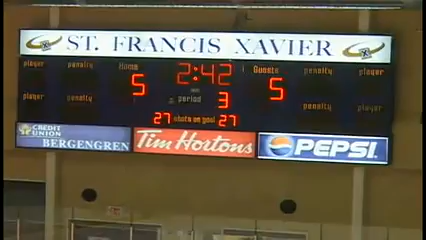 ST. FRANCIS XAVIER
player penalty Home 2:42 Guests penalty player
5 5
period 3
player penalty penalty player
27 shots on goal 27
CREDIT UNION
BERGENGREN
Tim Hortons
PEPSI